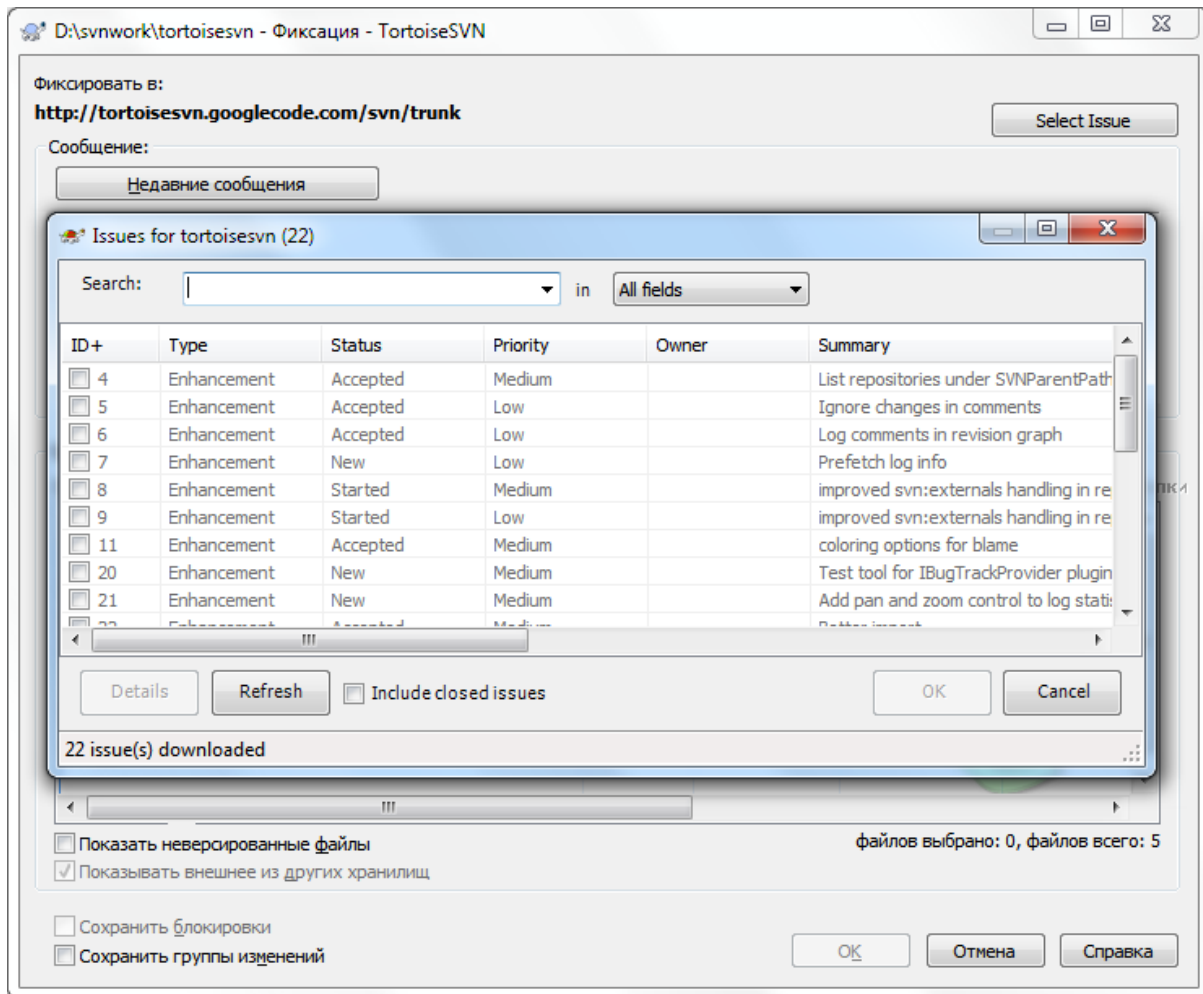 D:\svnwork\tortoisesvn - Фиксация - TortoiseSVN
Фиксировать в:
http://tortoisesvn.googlecode.com/svn/trunk
Select Issue
Сообщение:
Недавние сообщения
Issues for tortoisesvn (22)
Search: in All fields
ID+ Type Status Priority Owner Summary
4 Enhancement Accepted Medium List repositories under SVNParentPath
5 Enhancement Accepted Low Ignore changes in comments
6 Enhancement Accepted Low Log comments in revision graph
7 Enhancement New Low Prefetch log info
8 Enhancement Started Medium improved svn:externals handling in re
9 Enhancement Started Low improved svn:externals handling in re
11 Enhancement Accepted Medium coloring options for blame
20 Enhancement New Medium Test tool for IBugTrackProvider plugin
21 Enhancement New Medium Add pan and zoom control to log statis
Details Refresh Include closed issues OK Cancel
22 issue(s) downloaded
Показать неверсированные файлы
файлов выбрано: 0, файлов всего: 5
Показывать внешнее из других хранилищ
Сохранить блокировки
Сохранить группы изменений
OK Отмена Справка